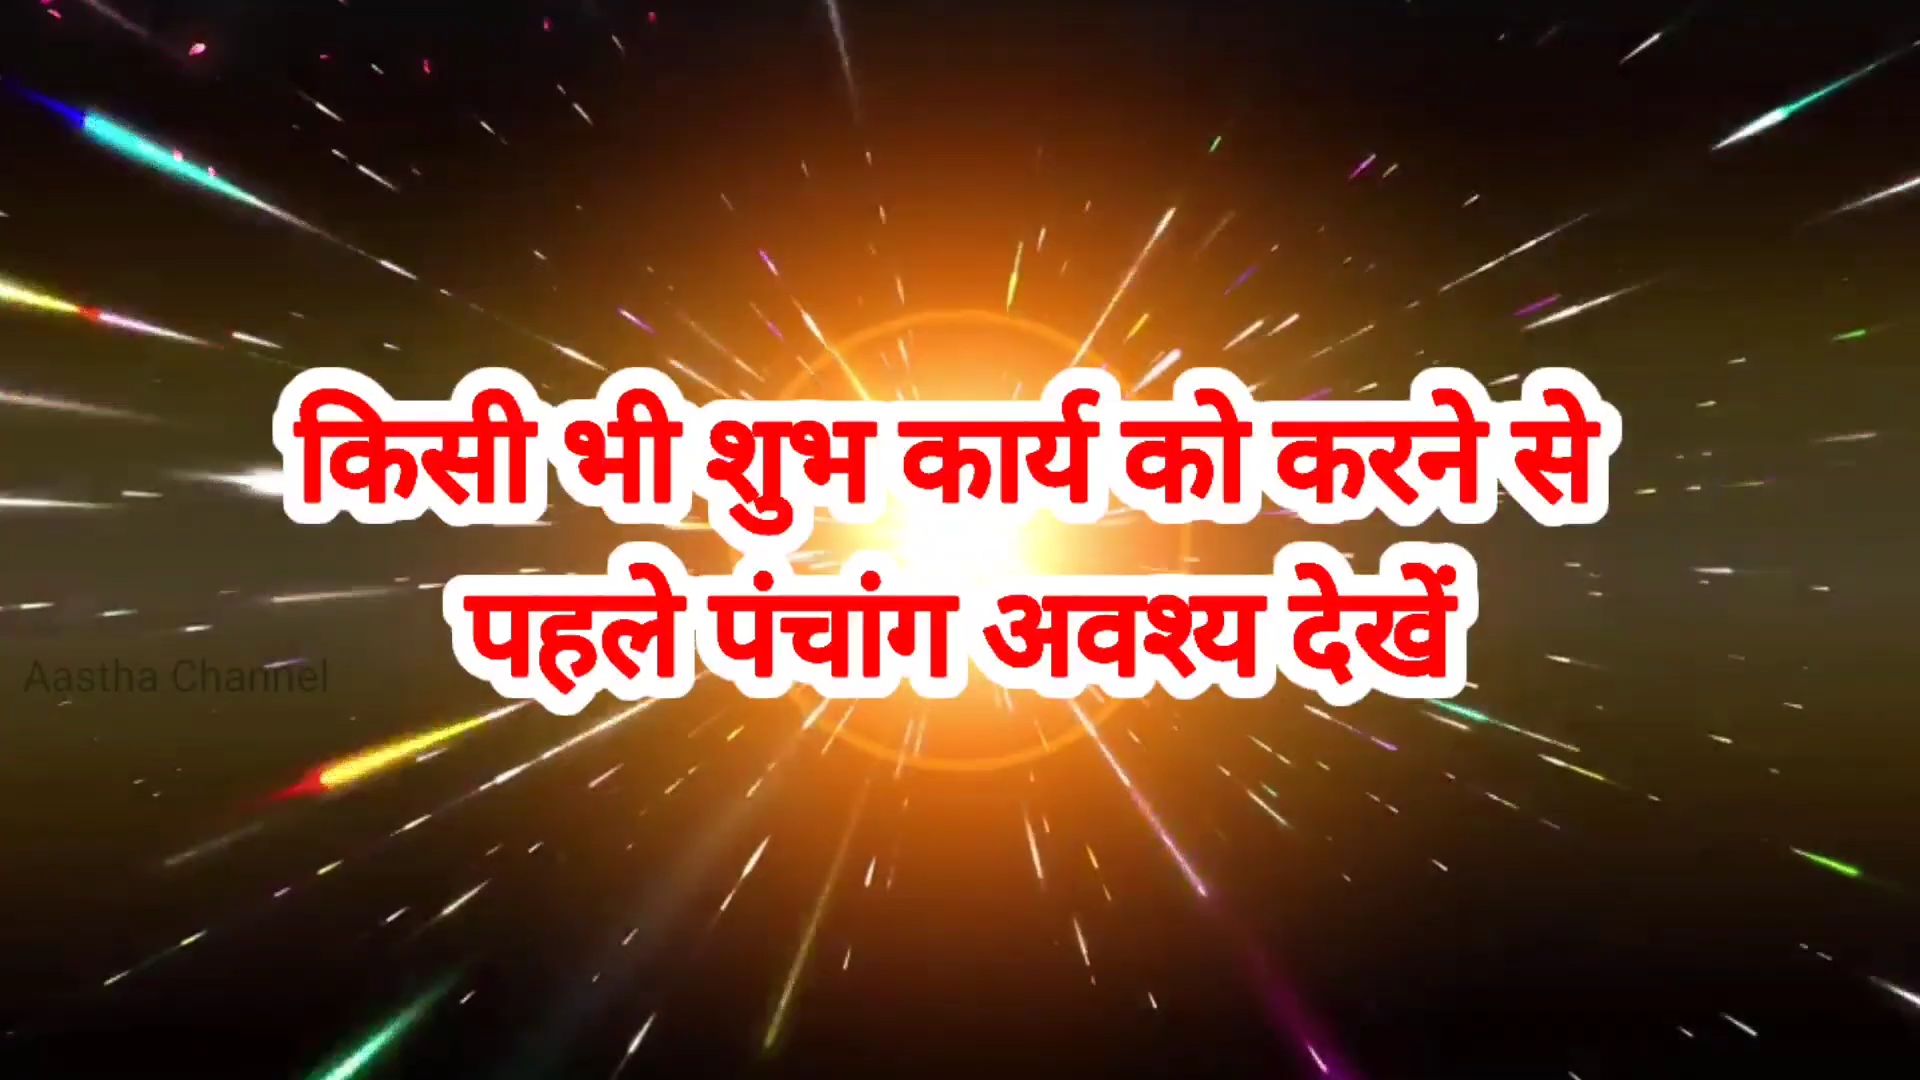 किसी भी शुभ कार्य को करने से
पहले पंचांग अवश्य देखें
Aastha Channel